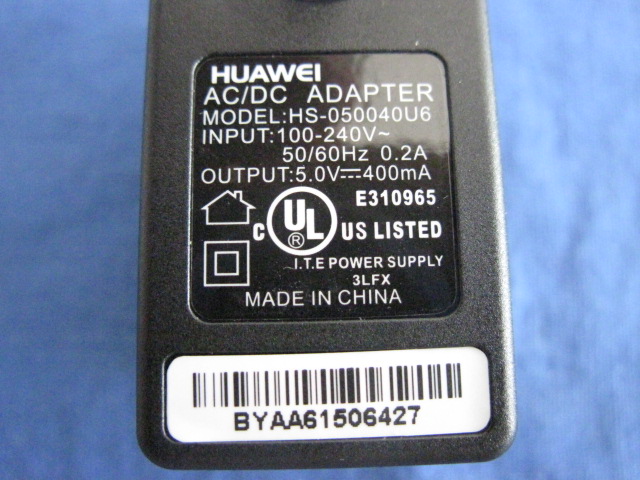 HUAWEI
AC/DC ADAPTER
MODEL:HS-050040U6
INPUT:100-240V~
50/60Hz 0.2A
OUTPUT:5.0V⎓400mA
E310965
C UL US LISTED
®
I.T.E POWER SUPPLY
3LFX
MADE IN CHINA
BYAA61506427